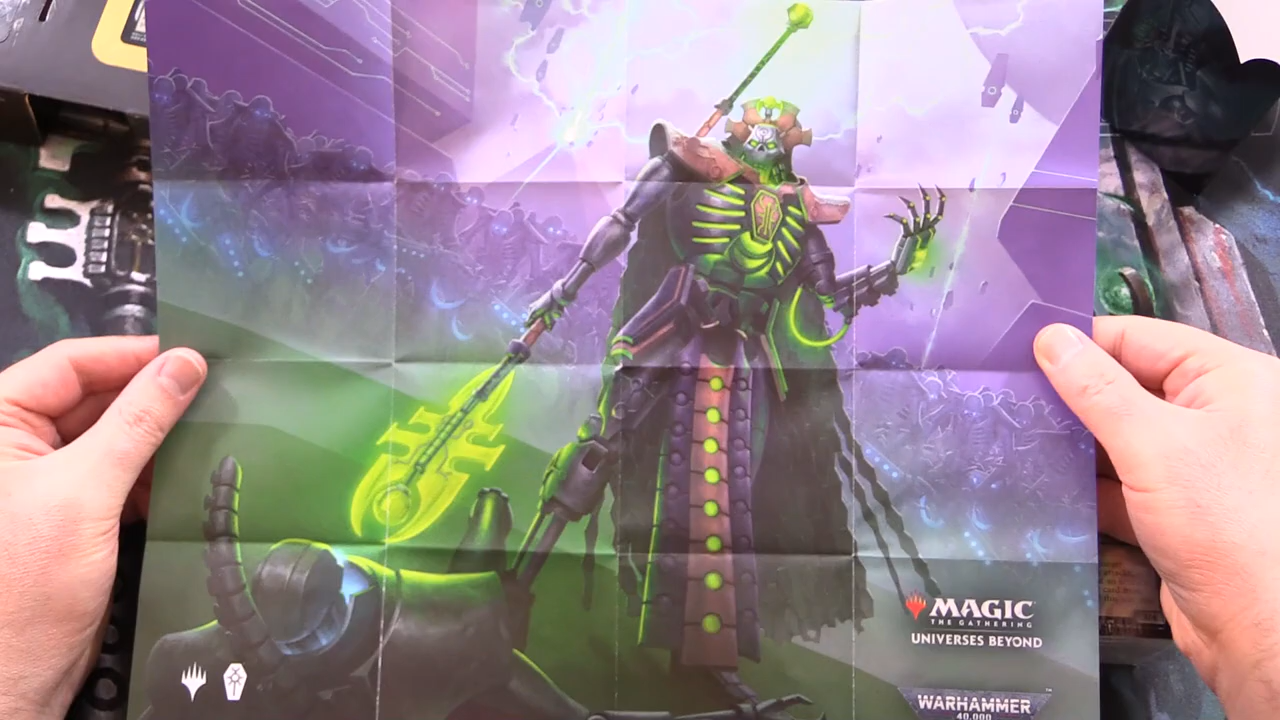 MAGIC
THE GATHERING
UNIVERSES BEYOND
WARHAMMER
40,000